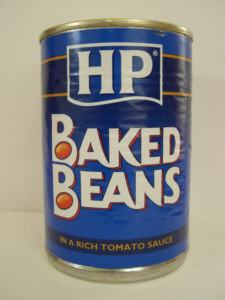 HP®
BAKED
BEANS
IN A RICH TOMATO SAUCE